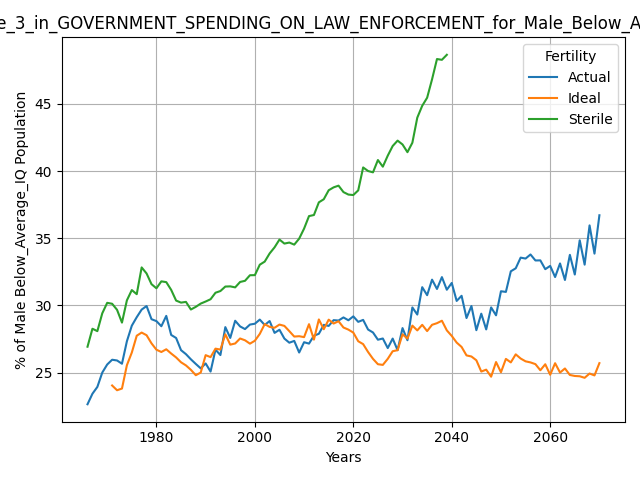 e_3_in_GOVERNMENT_SPENDING_ON_LAW_ENFORCEMENT_for_Male_Below_A
Fertility
Actual
Ideal
Sterile
% of Male Below_Average_IQ Population
45
40
35
30
25
1980
2000
2020
2040
2060
Years